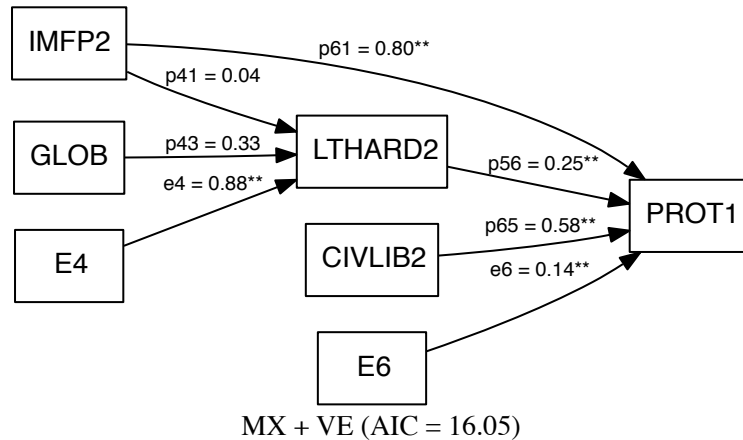 IMFP2
p61 = 0.80**
p41 = 0.04
GLOB
p43 = 0.33
LTHARD2
e4 = 0.88**
p56 = 0.25**
PROT1
E4
CIVLIB2
p65 = 0.58**
e6 = 0.14**
E6
MX + VE (AIC = 16.05)